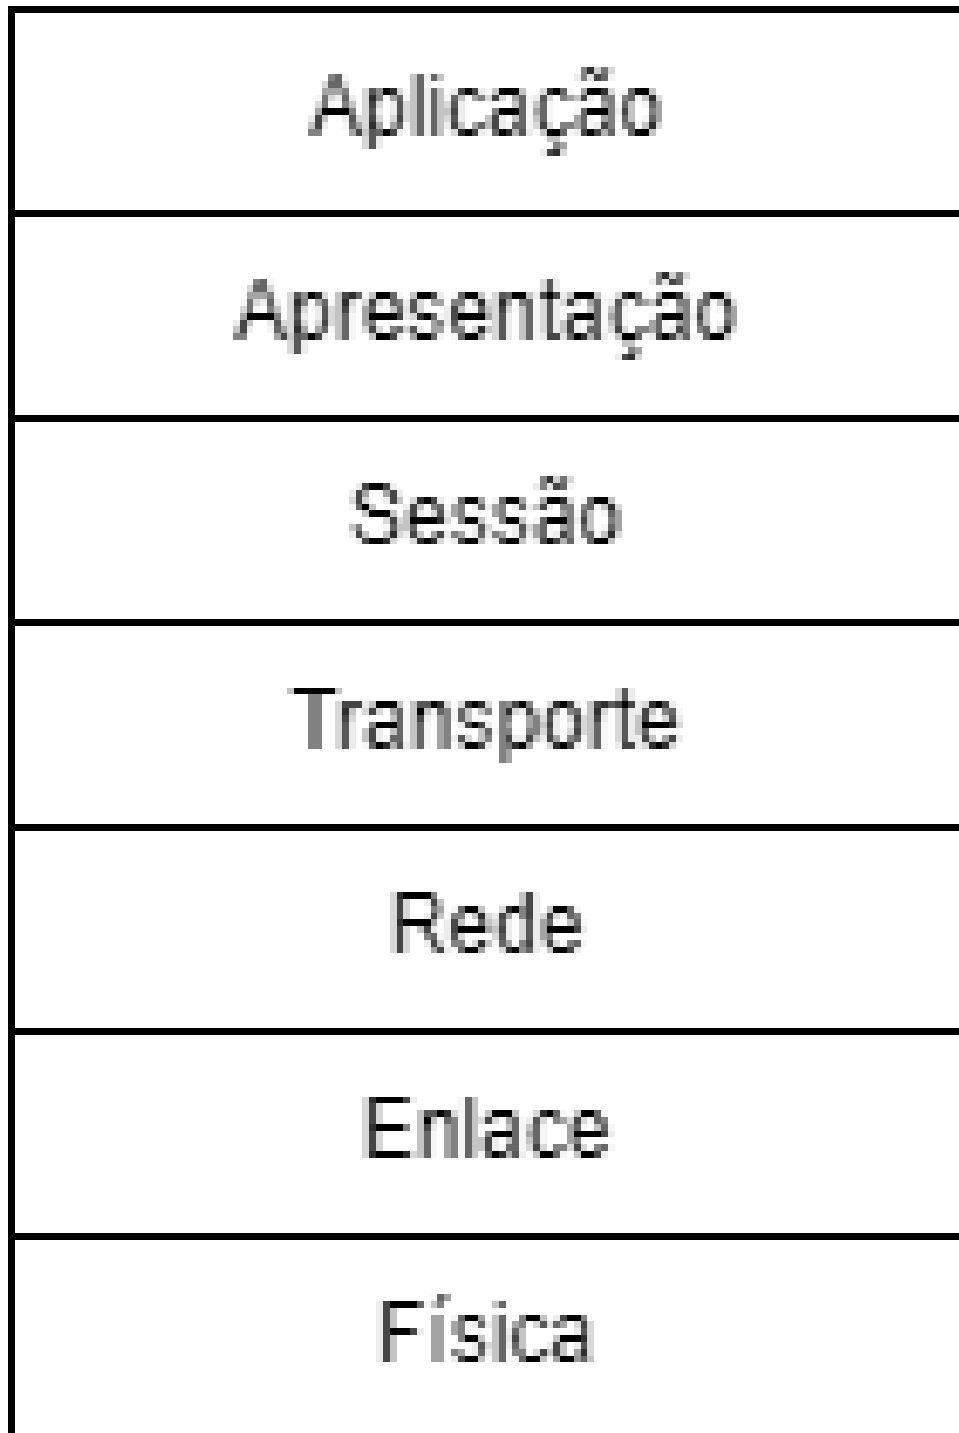 Aplicação
Apresentação
Sessão
Transporte
Rede
Enlace
Física